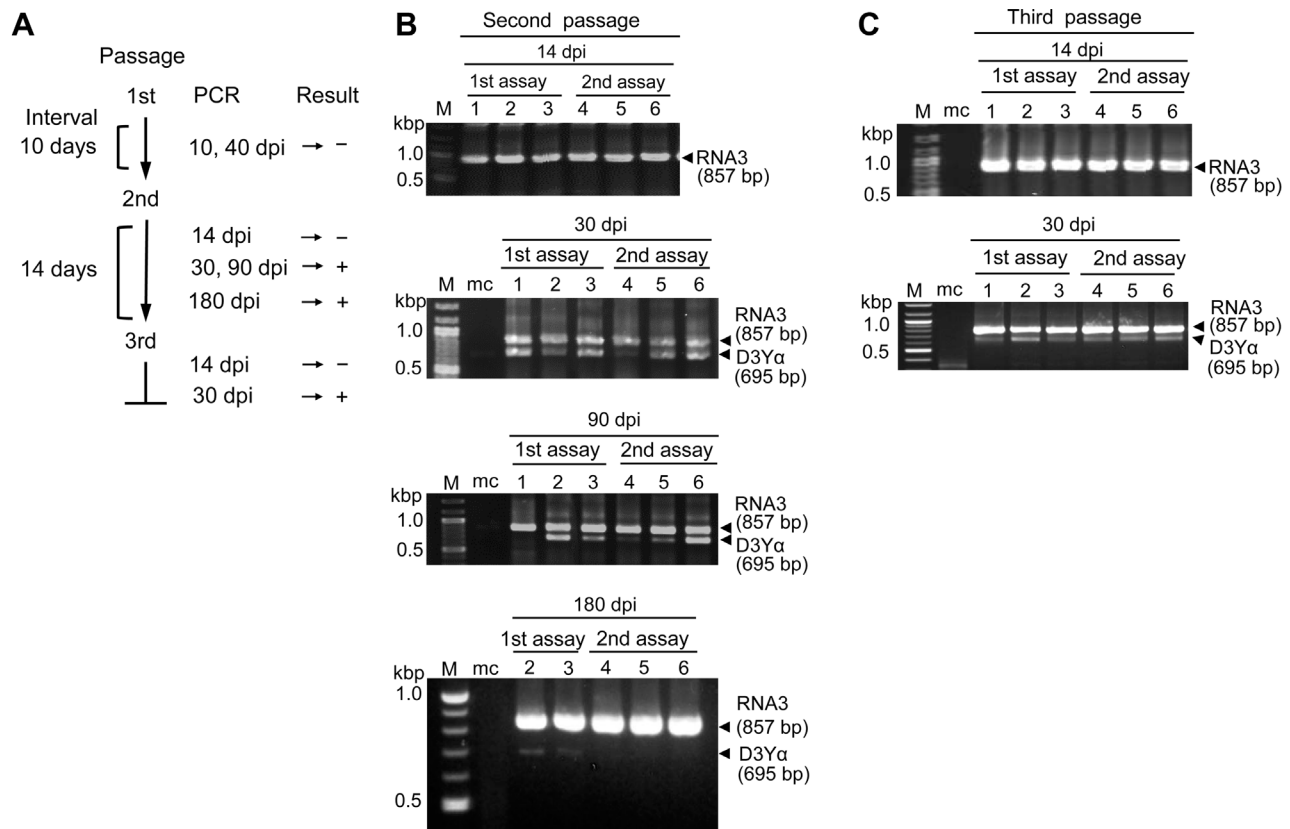 A
Passage
1st PCR Result
Interval
10 days
10, 40 dpi → −
2nd
14 days
14 dpi → −
30, 90 dpi → +
180 dpi → +
3rd
14 dpi → −
30 dpi → +
B
Second passage
14 dpi
1st assay 2nd assay
M 1 2 3 4 5 6
kbp
1.0
0.5
RNA3
(857 bp)
30 dpi
1st assay 2nd assay
M mc 1 2 3 4 5 6
kbp
1.0
0.5
RNA3
(857 bp)
D3Yα
(695 bp)
90 dpi
1st assay 2nd assay
M mc 1 2 3 4 5 6
kbp
1.0
0.5
RNA3
(857 bp)
D3Yα
(695 bp)
180 dpi
1st assay 2nd assay
M mc 2 3 4 5 6
kbp
1.0
0.5
RNA3
(857 bp)
D3Yα
(695 bp)
C
Third passage
14 dpi
1st assay 2nd assay
M mc 1 2 3 4 5 6
kbp
1.0
0.5
RNA3
(857 bp)
30 dpi
1st assay 2nd assay
M mc 1 2 3 4 5 6
kbp
1.0
0.5
RNA3
(857 bp)
D3Yα
(695 bp)